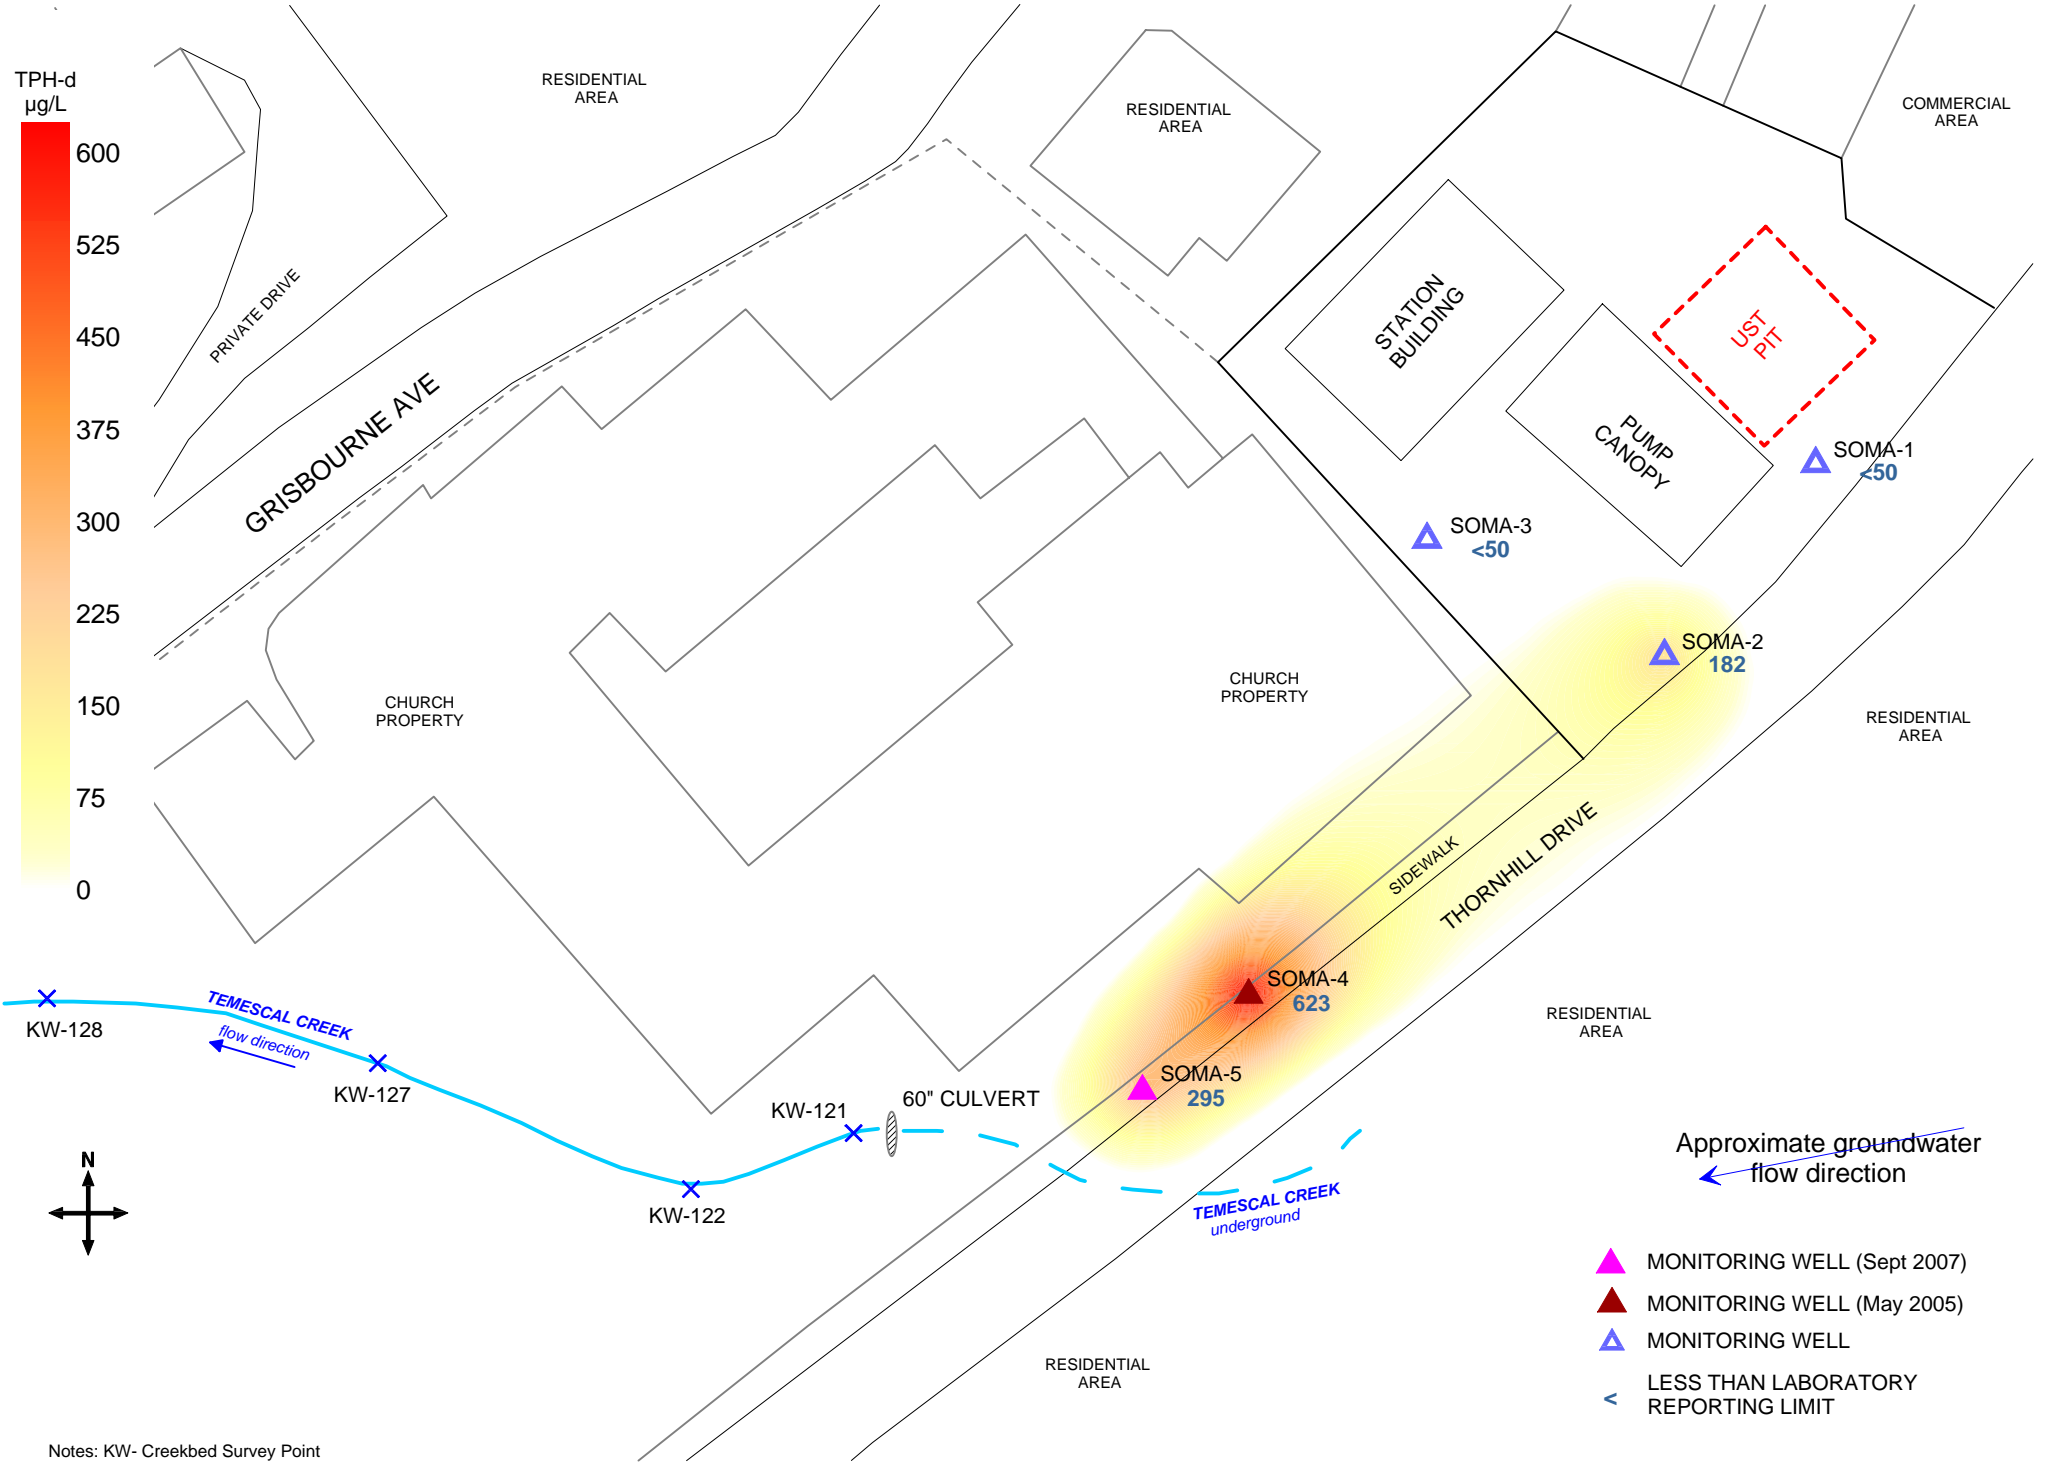 TPH-d
µg/L
600
525
450
375
300
225
150
75
0
RESIDENTIAL
AREA
RESIDENTIAL
AREA
COMMERCIAL
AREA
PRIVATE DRIVE
GRISBOURNE AVE
STATION
BUILDING
UST
PIT
PUMP
CANOPY
SOMA-1
<50
SOMA-3
<50
SOMA-2
182
CHURCH
PROPERTY
CHURCH
PROPERTY
RESIDENTIAL
AREA
SIDEWALK
THORNHILL DRIVE
SOMA-4
623
RESIDENTIAL
AREA
SOMA-5
295
TEMESCAL CREEK
flow direction
KW-128
KW-127
KW-121
60" CULVERT
KW-122
TEMESCAL CREEK
underground
N
Approximate groundwater
flow direction
MONITORING WELL (Sept 2007)
MONITORING WELL (May 2005)
MONITORING WELL
< LESS THAN LABORATORY
REPORTING LIMIT
RESIDENTIAL
AREA
Notes: KW- Creekbed Survey Point